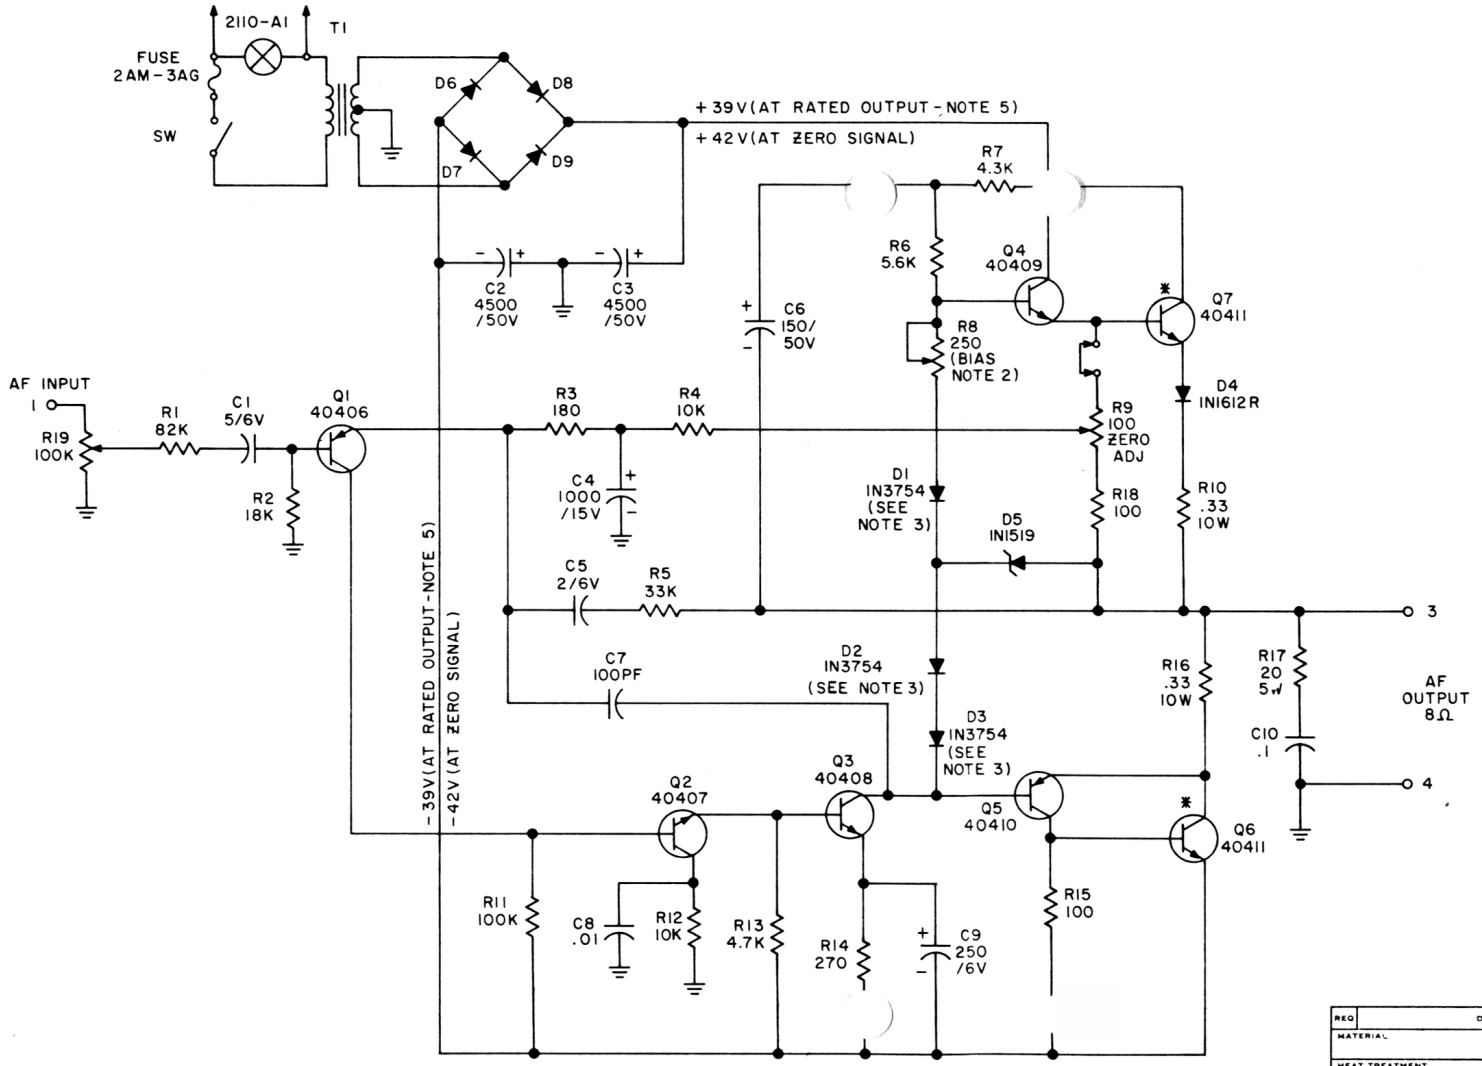 2110-A1
T1
FUSE
2AM-3AG
SW
D6
D8
D7
D9
+39V(AT RATED OUTPUT-NOTE 5)
+42V(AT ZERO SIGNAL)
R7
4.3K
- +
C2
4500
/50V
- +
C3
4500
/50V
+
C6
150/
50V
-
R6
5.6K
Q4
40409
*
Q7
40411
R8
250
(BIAS
NOTE 2)
D4
1N1612R
AF INPUT
1
R19
100K
R1
82K
C1
5/6V
Q1
40406
R2
18K
R3
180
R4
10K
C4
1000
/15V
+
-
R9
100
ZERO
ADJ
D1
1N3754
(SEE
NOTE 3)
R18
100
R10
.33
10W
D5
1N1519
-39V(AT RATED OUTPUT-NOTE 5)
-42V(AT ZERO SIGNAL)
C5
2/6V
R5
33K
3
C7
100PF
D2
1N3754
(SEE NOTE 3)
R16
.33
10W
R17
20
5W
AF
OUTPUT
8Ω
D3
1N3754
(SEE
NOTE 3)
C10
.1
4
Q2
40407
Q3
40408
Q5
40410
*
Q6
40411
R11
100K
C8
.01
R12
10K
R13
4.7K
R14
270
+
C9
250
/6V
-
R15
100
REQ
D
MATERIAL
HEAT TREATMENT